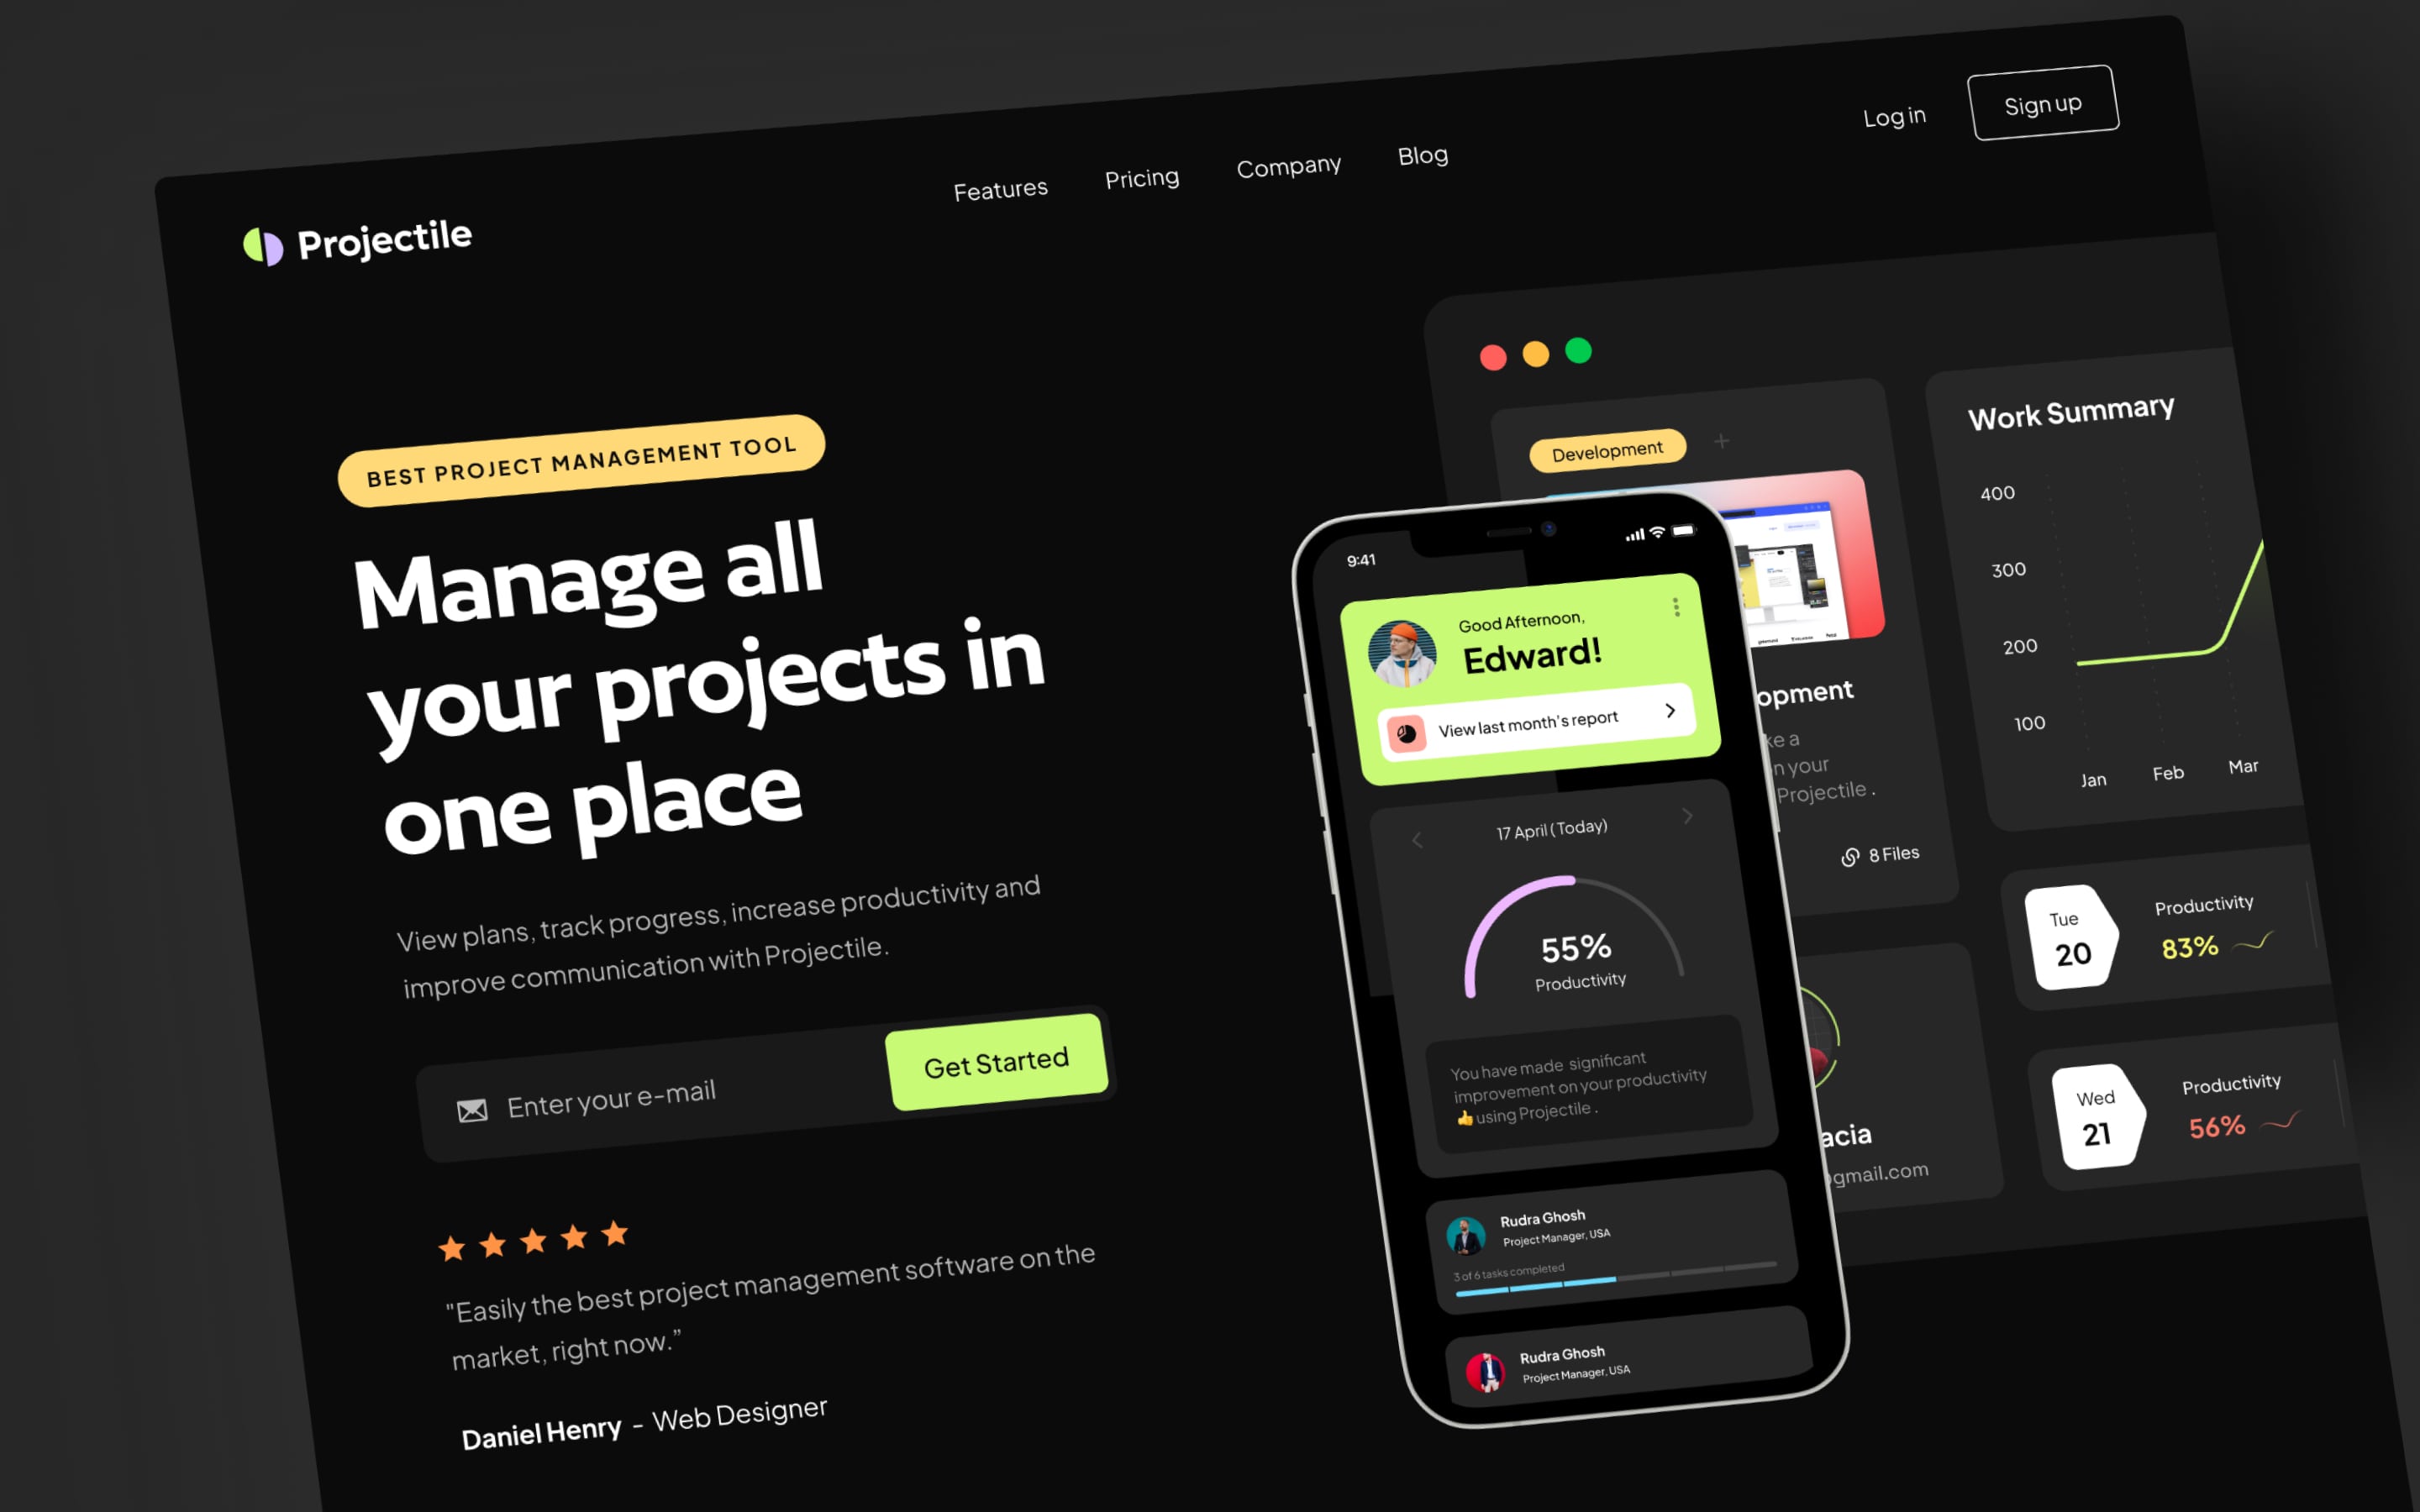 Projectile
Features
Pricing
Company
Blog
Log in
Sign up
BEST PROJECT MANAGEMENT TOOL
Manage all
your projects in
one place
View plans, track progress, increase productivity and
improve communication with Projectile.
Enter your e-mail
Get Started
"Easily the best project management software on the
market, right now.”
Daniel Henry - Web Designer
9:41
Good Afternoon,
Edward!
View last month's report
17 April (Today)
55%
Productivity
You have made significant
improvement on your productivity
👍 using Projectile .
Rudra Ghosh
Project Manager, USA
3 of 6 tasks completed
Rudra Ghosh
Project Manager, USA
Development
opment
ke a
n your
Projectile .
8 Files
acia
@gmail.com
Work Summary
400
300
200
100
Jan
Feb
Mar
Tue
20
Productivity
83%
Wed
21
Productivity
56%